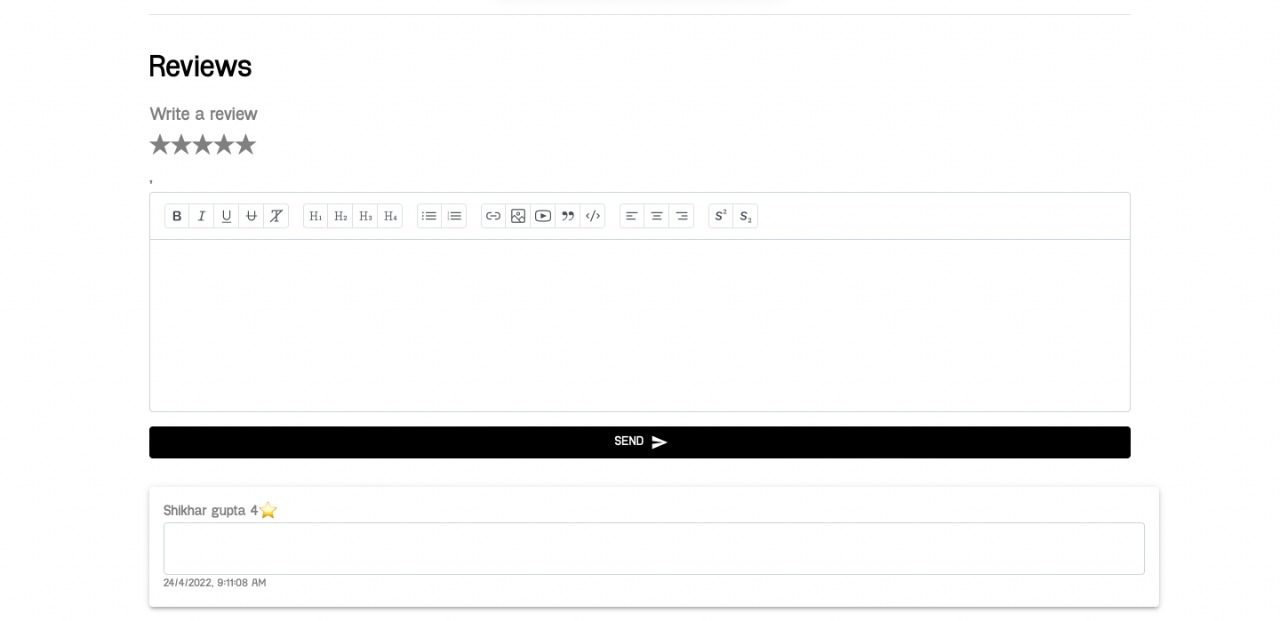 Reviews
Write a review
★★★★★
,
B I U U T H1 H2 H3 H4 S² S₂
SEND
Shikhar gupta 4⭐
24/4/2022, 9:11:08 AM